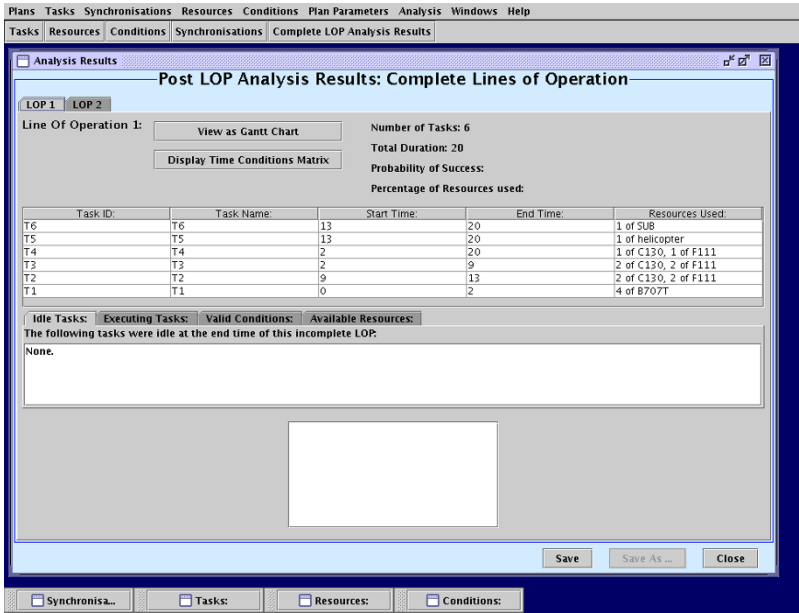 Plans Tasks Synchronisations Resources Conditions Plan Parameters Analysis Windows Help
Tasks Resources Conditions Synchronisations Complete LOP Analysis Results
Analysis Results
Post LOP Analysis Results: Complete Lines of Operation
LOP 1 LOP 2
Line Of Operation 1:
View as Gantt Chart
Display Time Conditions Matrix
Number of Tasks: 6
Total Duration: 20
Probability of Success:
Percentage of Resources used:
Task ID: Task Name: Start Time: End Time: Resources Used:
T6 T6 13 20 1 of SUB
T5 T5 13 20 1 of helicopter
T4 T4 2 20 1 of C130, 1 of F111
T3 T3 2 9 2 of C130, 2 of F111
T2 T2 9 13 2 of C130, 2 of F111
T1 T1 0 2 4 of B707T
Idle Tasks: Executing Tasks: Valid Conditions: Available Resources:
The following tasks were idle at the end time of this incomplete LOP:
None.
Save Save As ... Close
Synchronisa... Tasks: Resources: Conditions: